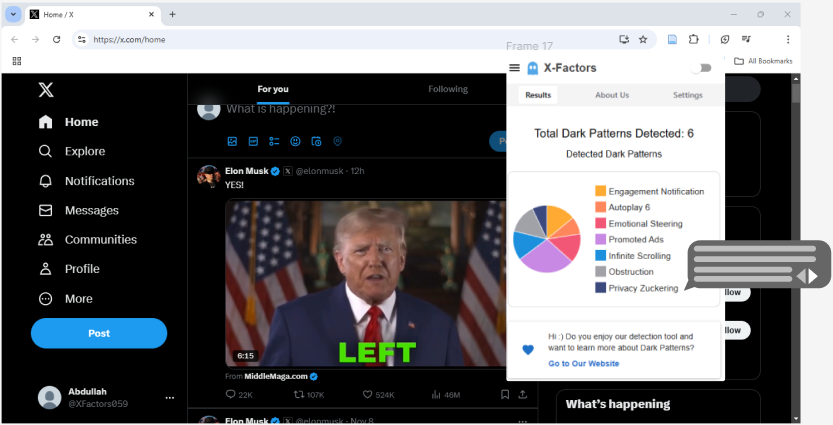 Home / X
https://x.com/home
All Bookmarks
Frame 17
X-Factors
Results
About Us
Settings
Total Dark Patterns Detected: 6
Detected Dark Patterns
Engagement Notification
Autoplay 6
Emotional Steering
Promoted Ads
Infinite Scrolling
Obstruction
Privacy Zuckering
Hi :) Do you enjoy our detection tool and
want to learn more about Dark Patterns?
Go to Our Website
Home
Explore
Notifications
Messages
Communities
Profile
More
Post
Abdullah
@XFactors059
For you
Following
What is happening?!
Elon Musk @elonmusk · 12h
YES!
LEFT
6:15
From MiddleMaga.com
22K
107K
524K
46M
Elon Musk @elonmusk · Nov 8
llow
llow
What's happening